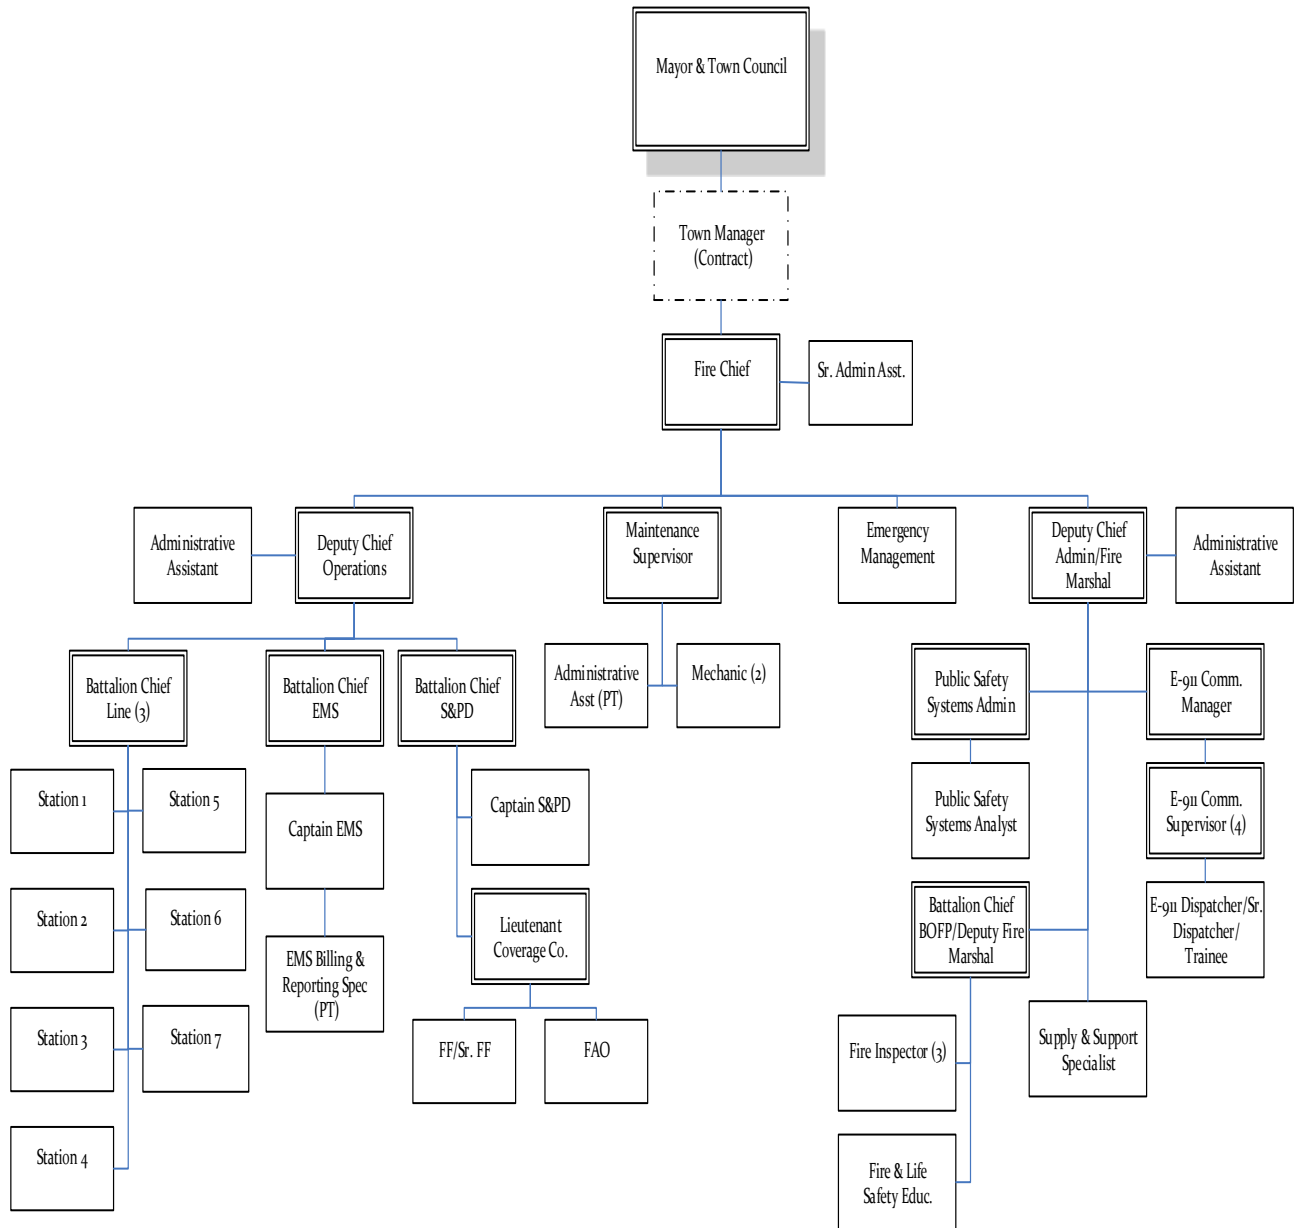 Mayor & Town Council
Town Manager
(Contract)
Fire Chief
Sr. Admin Asst.
Administrative
Assistant
Deputy Chief
Operations
Maintenance
Supervisor
Emergency
Management
Deputy Chief
Admin/Fire
Marshal
Administrative
Assistant
Battalion Chief
Line (3)
Battalion Chief
EMS
Battalion Chief
S&PD
Administrative
Asst (PT)
Mechanic (2)
Public Safety
Systems Admin
E-911 Comm.
Manager
Station 1
Station 5
Captain EMS
Captain S&PD
Public Safety
Systems Analyst
E-911 Comm.
Supervisor (4)
Station 2
Station 6
Lieutenant
Coverage Co.
Battalion Chief
BOFP/Deputy Fire
Marshal
E-911 Dispatcher/Sr.
Dispatcher/
Trainee
EMS Billing &
Reporting Spec
(PT)
Station 3
Station 7
FF/Sr. FF
FAO
Fire Inspector (3)
Supply & Support
Specialist
Station 4
Fire & Life
Safety Educ.